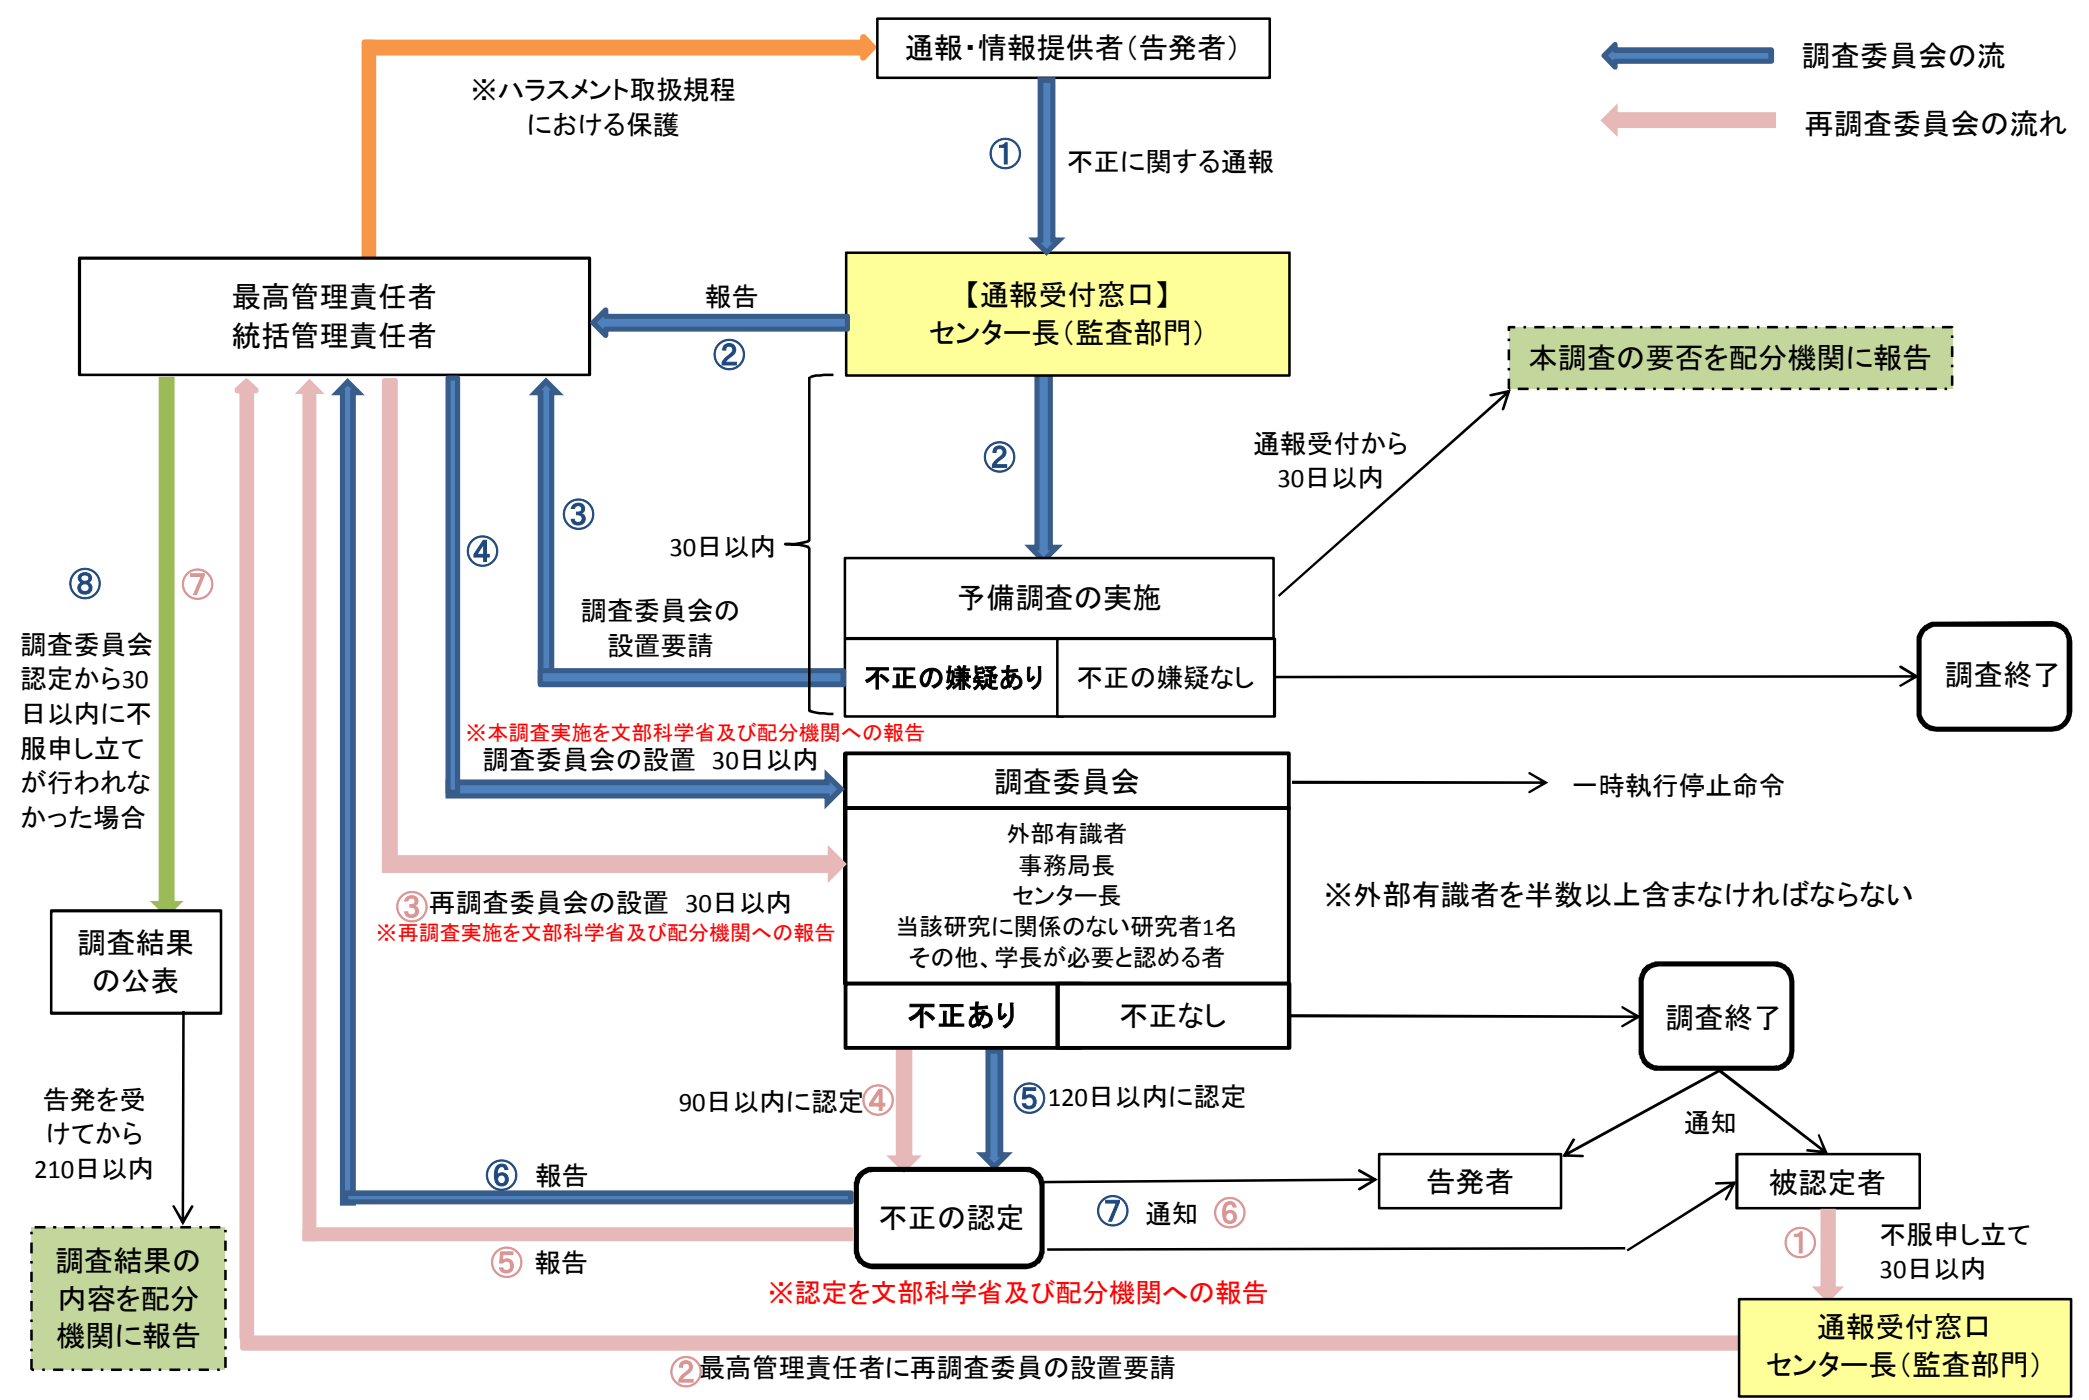 通報・情報提供者（告発者）
調査委員会の流
再調査委員会の流れ
※ハラスメント取扱規程
における保護
①
不正に関する通報
最高管理責任者
統括管理責任者
報告
②
【通報受付窓口】
センター長（監査部門）
本調査の要否を配分機関に報告
②
通報受付から
30日以内
③
④
30日以内
⑧
⑦
予備調査の実施
調査委員会の
設置要請
不正の嫌疑あり
不正の嫌疑なし
調査終了
調査委員会
認定から30
日以内に不
服申し立て
が行われな
かった場合
※本調査実施を文部科学省及び配分機関への報告
調査委員会の設置 30日以内
調査委員会
一時執行停止命令
外部有識者
事務局長
センター長
当該研究に関係のない研究者1名
その他、学長が必要と認める者
※外部有識者を半数以上含まなければならない
③再調査委員会の設置 30日以内
※再調査実施を文部科学省及び配分機関への報告
調査結果
の公表
不正あり
不正なし
調査終了
90日以内に認定④
⑤120日以内に認定
通知
告発を受
けてから
210日以内
⑥ 報告
不正の認定
⑦ 通知 ⑥
告発者
被認定者
⑤ 報告
①
不服申し立て
30日以内
※認定を文部科学省及び配分機関への報告
調査結果の
内容を配分
機関に報告
通報受付窓口
センター長（監査部門）
②最高管理責任者に再調査委員の設置要請